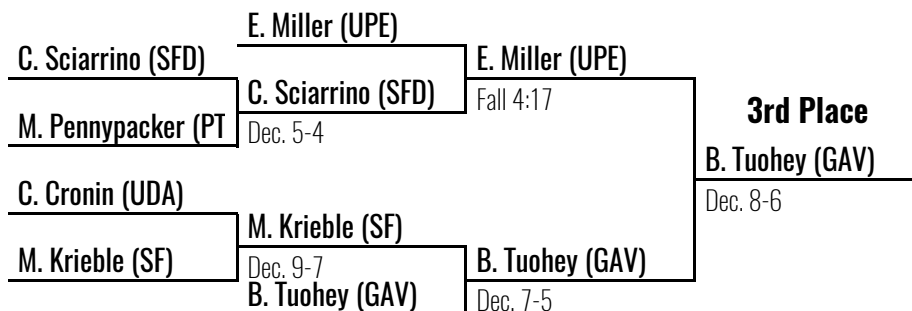 E. Miller (UPE)
C. Sciarrino (SFD)
E. Miller (UPE)
C. Sciarrino (SFD)
Fall 4:17
3rd Place
M. Pennypacker (PT
Dec. 5-4
B. Tuohey (GAV)
C. Cronin (UDA)
Dec. 8-6
M. Krieble (SF)
M. Krieble (SF)
Dec. 9-7
B. Tuohey (GAV)
B. Tuohey (GAV)
Dec. 7-5